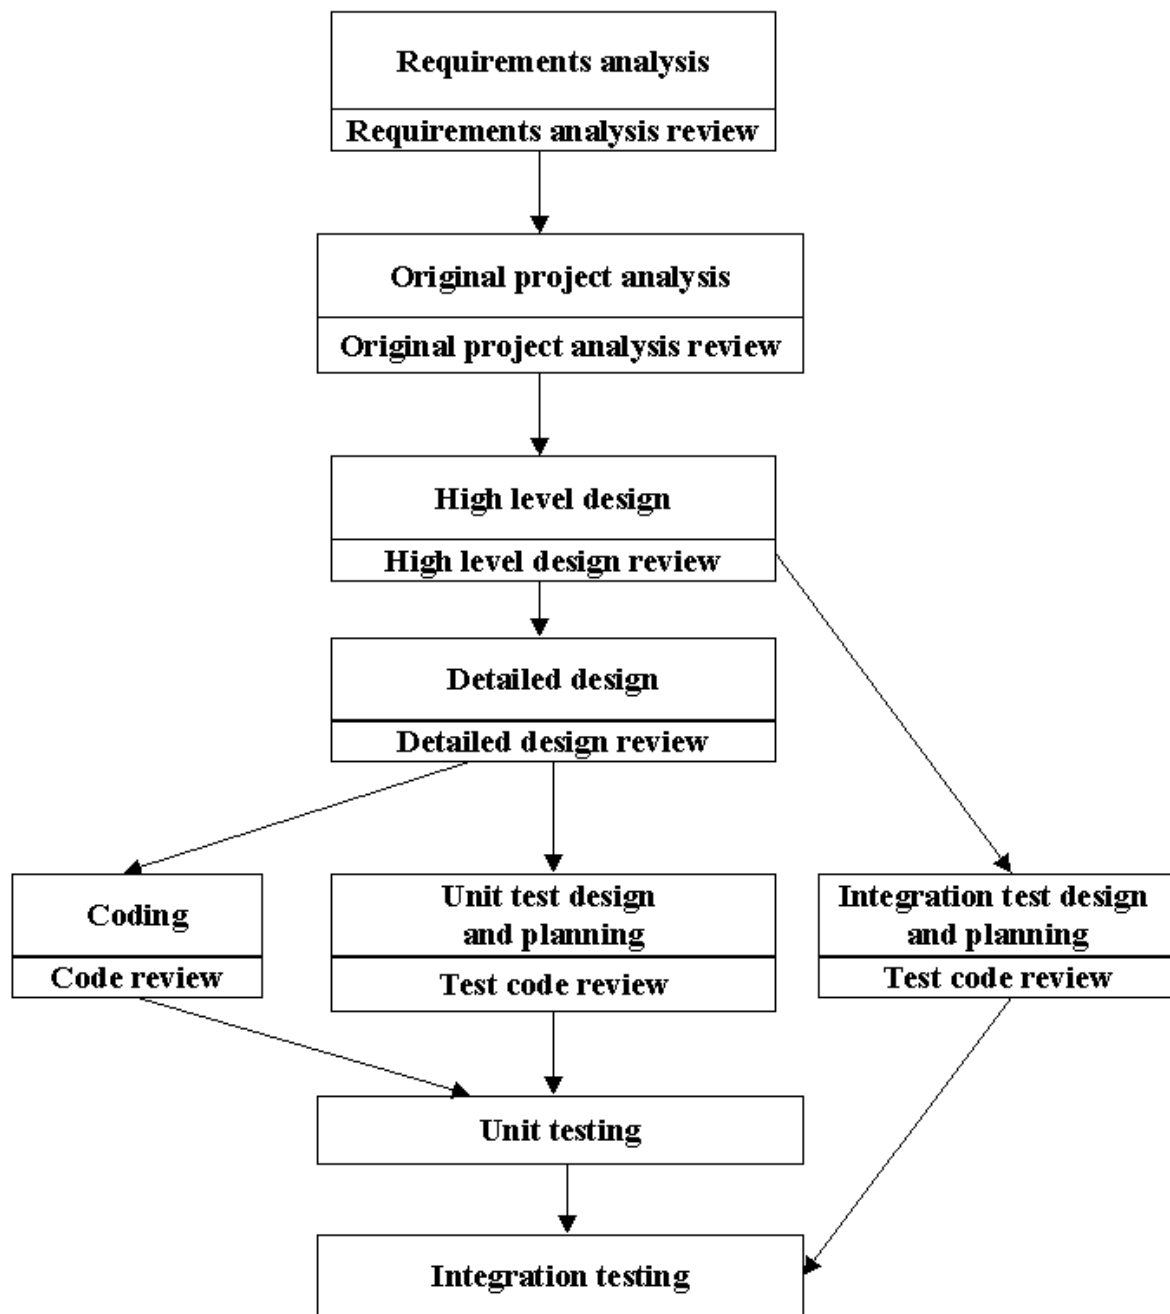 Requirements analysis
Requirements analysis review
Original project analysis
Original project analysis review
High level design
High level design review
Detailed design
Detailed design review
Coding
Code review
Unit test design
and planning
Test code review
Integration test design
and planning
Test code review
Unit testing
Integration testing